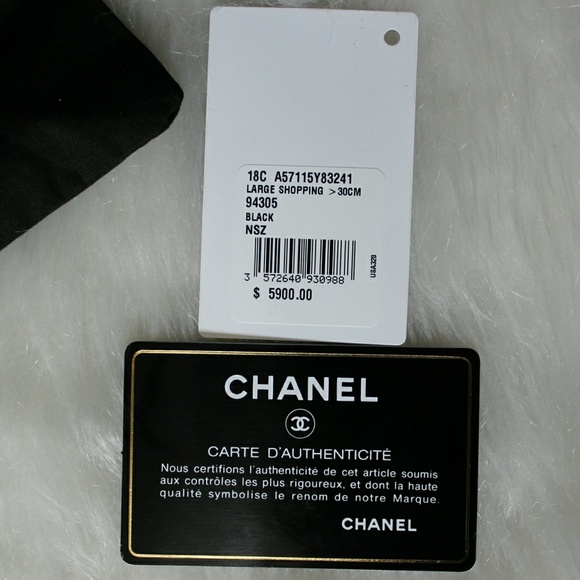 18C A57115Y83241
LARGE SHOPPING >30CM
94305
BLACK
NSZ
3 572640 930988
USA320
$ 5900.00
CHANEL
CARTE D'AUTHENTICITÉ
Nous certifions l'authenticité de cet article soumis
aux contrôles les plus rigoureux, et dont la haute
qualité symbolise le renom de notre Marque.
CHANEL